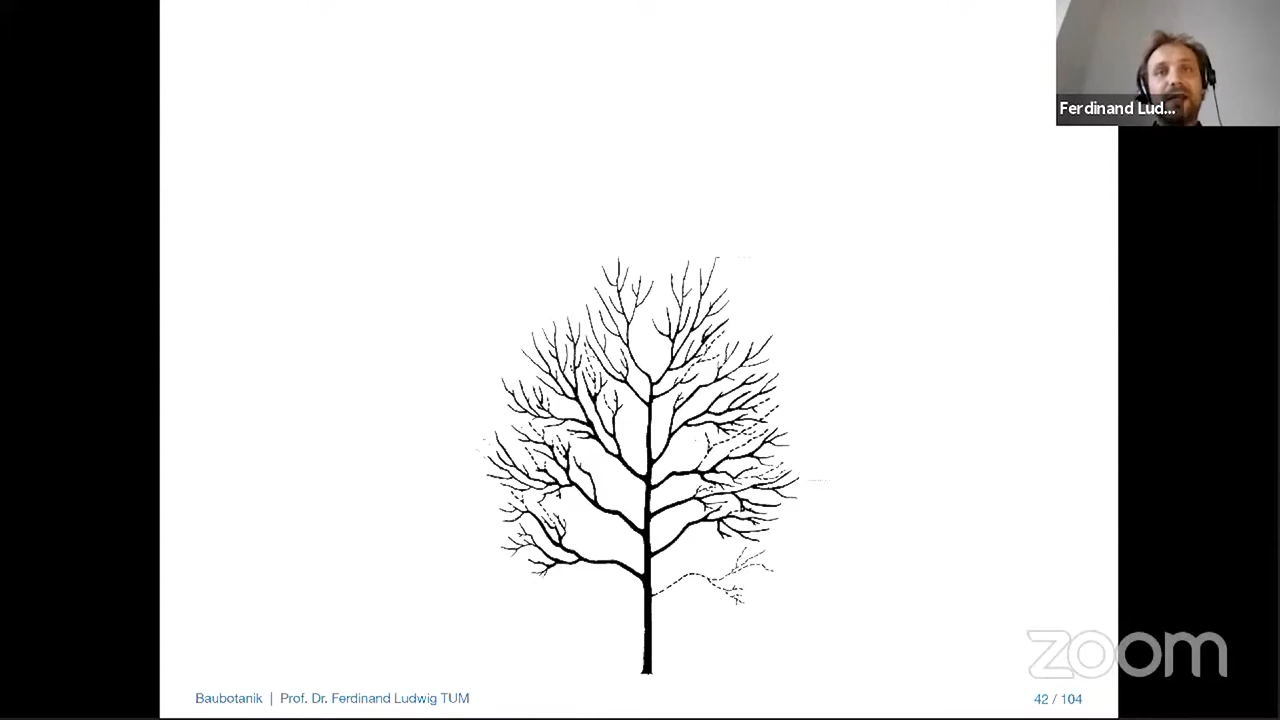 Ferdinand Lud...
zoom
Baubotanik | Prof. Dr. Ferdinand Ludwig TUM
42 / 104